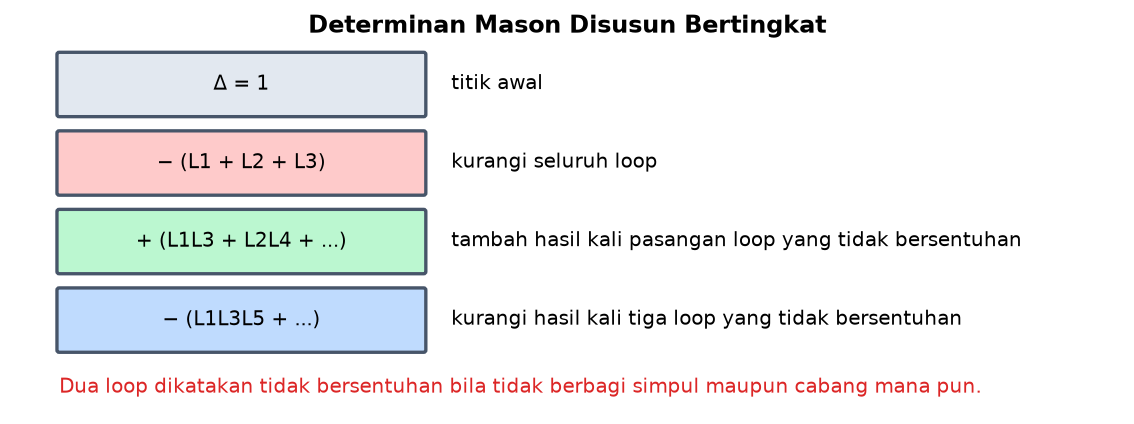 Determinan Mason Disusun Bertingkat
Δ = 1
titik awal
− (L1 + L2 + L3)
kurangi seluruh loop
+ (L1L3 + L2L4 + ...)
tambah hasil kali pasangan loop yang tidak bersentuhan
− (L1L3L5 + ...)
kurangi hasil kali tiga loop yang tidak bersentuhan
Dua loop dikatakan tidak bersentuhan bila tidak berbagi simpul maupun cabang mana pun.